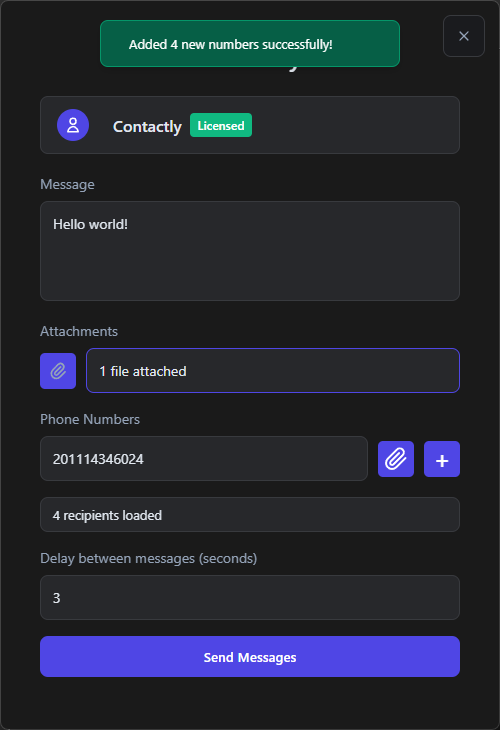 Added 4 new numbers successfully!
Contactly
Licensed
Message
Hello world!
Attachments
1 file attached
Phone Numbers
201114346024
+
4 recipients loaded
Delay between messages (seconds)
3
Send Messages